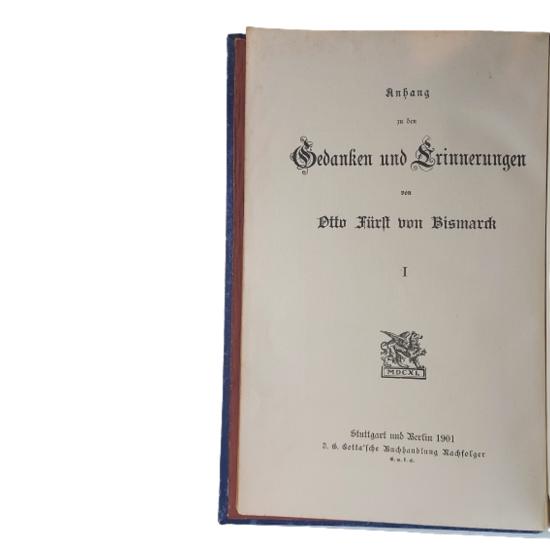 Anhang
zu den
Gedanken und Erinnerungen
von
Otto Fürst von Bismarck
I
MDCXL
Stuttgart und Berlin 1901
J. G. Cotta'sche Buchhandlung Nachfolger
G. m. b. H.